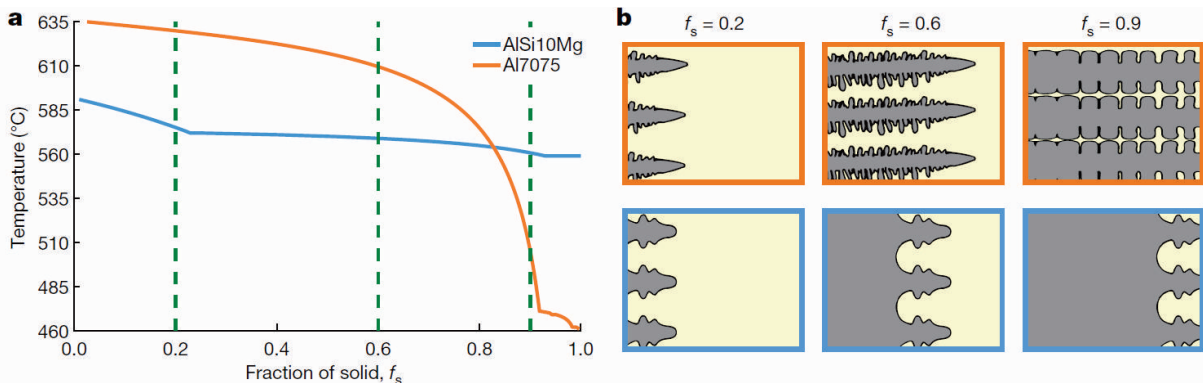 a
635
610
585
560
535
510
485
460
Temperature (°C)
0.0 0.2 0.4 0.6 0.8 1.0
Fraction of solid, fs
AlSi10Mg
Al7075
b
fs = 0.2 fs = 0.6 fs = 0.9